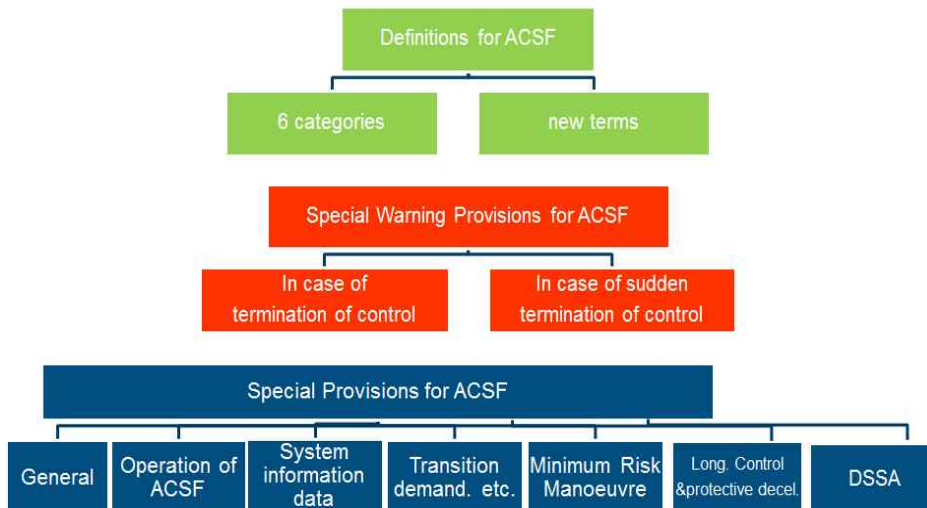 Definitions for ACSF
6 categories
new terms
Special Warning Provisions for ACSF
In case of
termination of control
In case of sudden
termination of control
Special Provisions for ACSF
General
Operation of
ACSF
System
information
data
Transition
demand. etc.
Minimum Risk
Manoeuvre
Long. Control
&protective decel.
DSSA